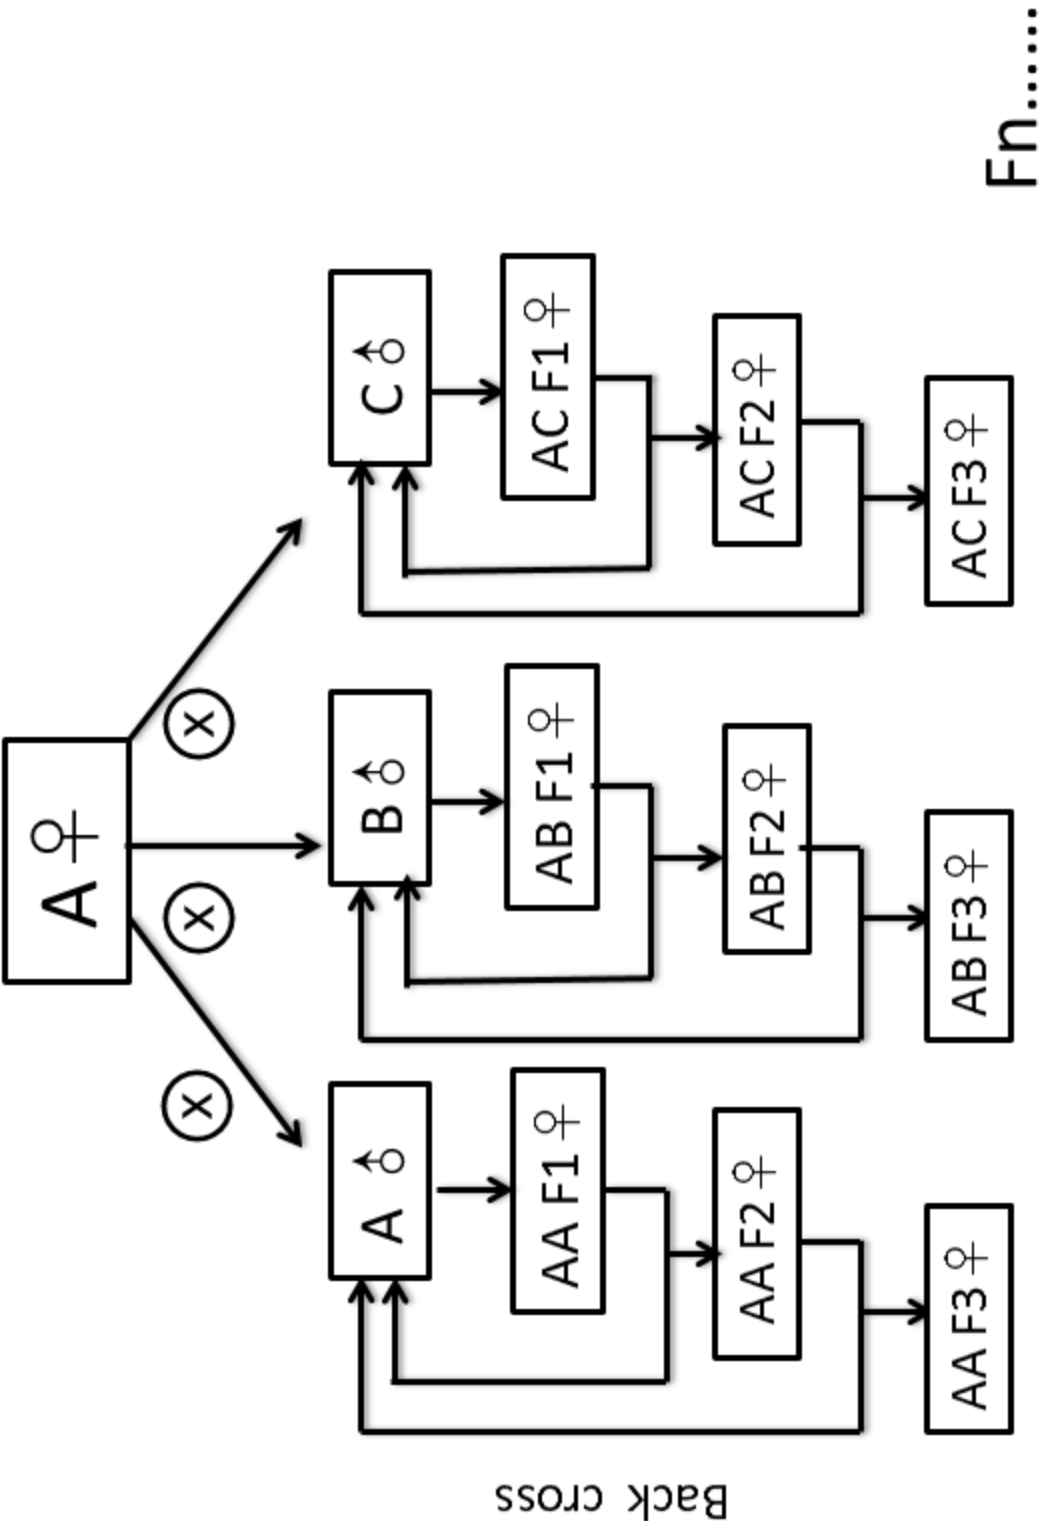 A ♀
X
X
X
A ♂
B ♂
C ♂
AA F1 ♀
AB F1 ♀
AC F1 ♀
AA F2 ♀
AB F2 ♀
AC F2 ♀
AA F3 ♀
AB F3 ♀
AC F3 ♀
Back cross
Fn.......